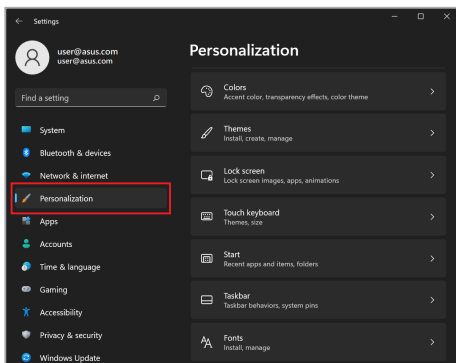 Settings
user@asus.com
user@asus.com
Find a setting
System
Bluetooth & devices
Network & internet
Personalization
Apps
Accounts
Time & language
Gaming
Accessibility
Privacy & security
Windows Update
Personalization
Colors
Accent color, transparency effects, color theme
Themes
Install, create, manage
Lock screen
Lock screen images, apps, animations
Touch keyboard
Themes, size
Start
Recent apps and items, folders
Taskbar
Taskbar behaviors, system pins
Fonts
Install, manage